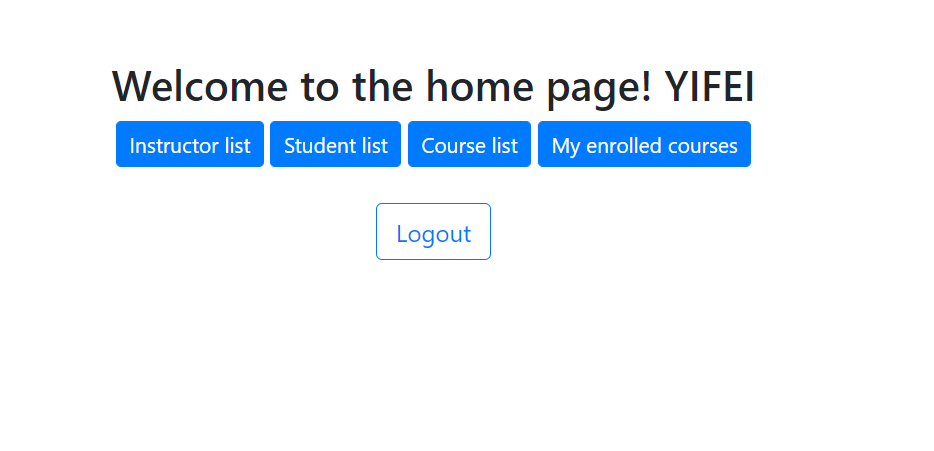 Welcome to the home page! YIFEI
Instructor list Student list Course list My enrolled courses
Logout